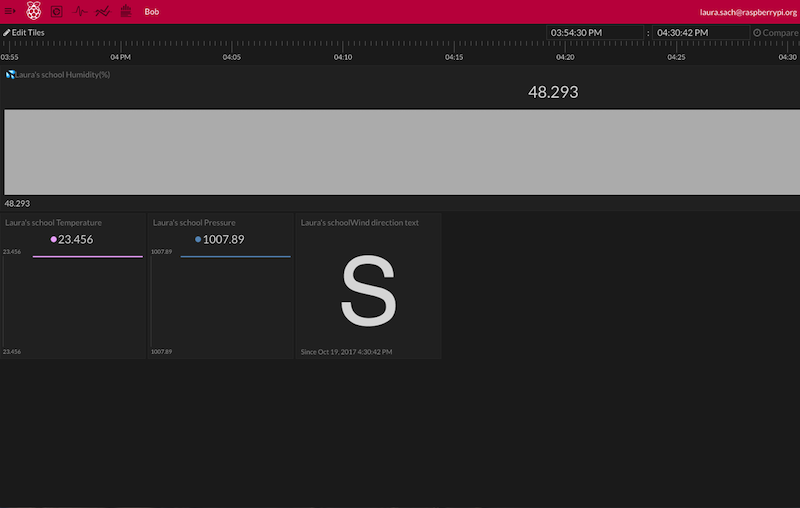 Bob
laura.sach@raspberrypi.org
Edit Tiles
03:54:30 PM : 04:30:42 PM Compare
03:55 04 PM 04:05 04:10 04:15 04:20 04:25 04:30
Laura's school Humidity(%)
48.293
48.293
Laura's school Temperature
23.456
23.456
23.456
Laura's school Pressure
1007.89
1007.89
1007.89
Laura's schoolWind direction text
S
Since Oct 19, 2017 4:30:42 PM